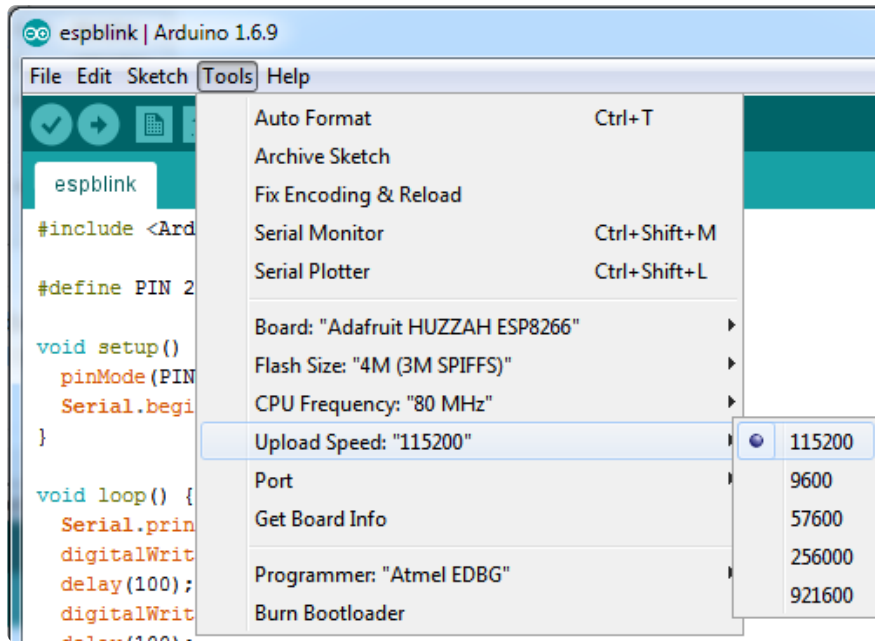 espblink | Arduino 1.6.9
File Edit Sketch Tools Help
espblink
#include <Ard
#define PIN 2
void setup()
pinMode(PIN
Serial.begi
}
void loop() {
Serial.prin
digitalWrit
delay(100);
digitalWrit
delay(100);
Auto Format Ctrl+T
Archive Sketch
Fix Encoding & Reload
Serial Monitor Ctrl+Shift+M
Serial Plotter Ctrl+Shift+L
Board: "Adafruit HUZZAH ESP8266"
Flash Size: "4M (3M SPIFFS)"
CPU Frequency: "80 MHz"
Upload Speed: "115200"
Port
Get Board Info
Programmer: "Atmel EDBG"
Burn Bootloader
115200
9600
57600
256000
921600